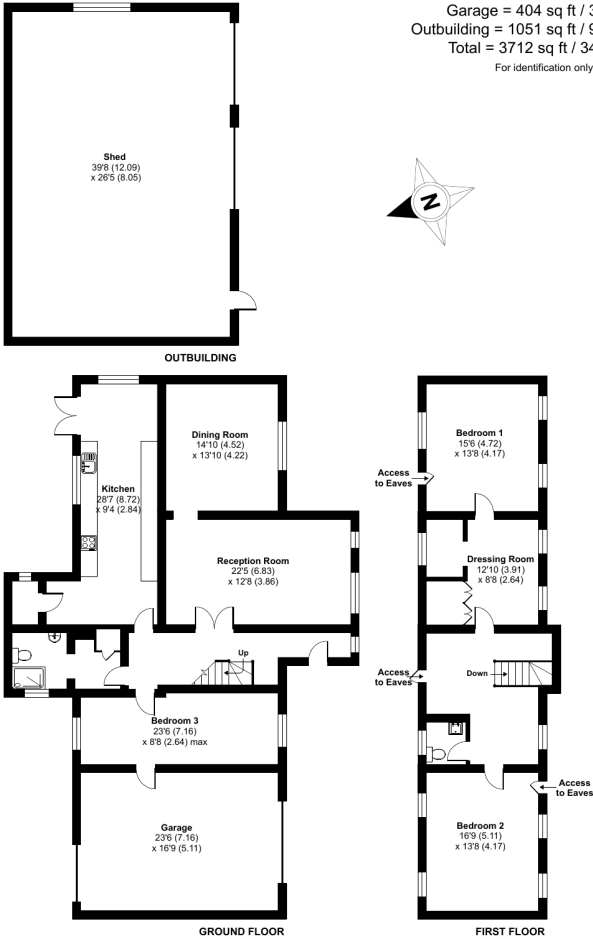 Garage = 404 sq ft / 3
Outbuilding = 1051 sq ft / 9
Total = 3712 sq ft / 34
For identification only
Shed
39'8 (12.09)
x 26'5 (8.05)
N
OUTBUILDING
Dining Room
14'10 (4.52)
x 13'10 (4.22)
Kitchen
28'7 (8.72)
x 9'4 (2.84)
Reception Room
22'5 (6.83)
x 12'8 (3.86)
Up
Bedroom 3
23'6 (7.16)
x 8'8 (2.64) max
Garage
23'6 (7.16)
x 16'9 (5.11)
GROUND FLOOR
Bedroom 1
15'6 (4.72)
x 13'8 (4.17)
Access
to Eaves
Dressing Room
12'10 (3.91)
x 8'8 (2.64)
Access
to Eaves
Down
Access
to Eaves
Bedroom 2
16'9 (5.11)
x 13'8 (4.17)
FIRST FLOOR